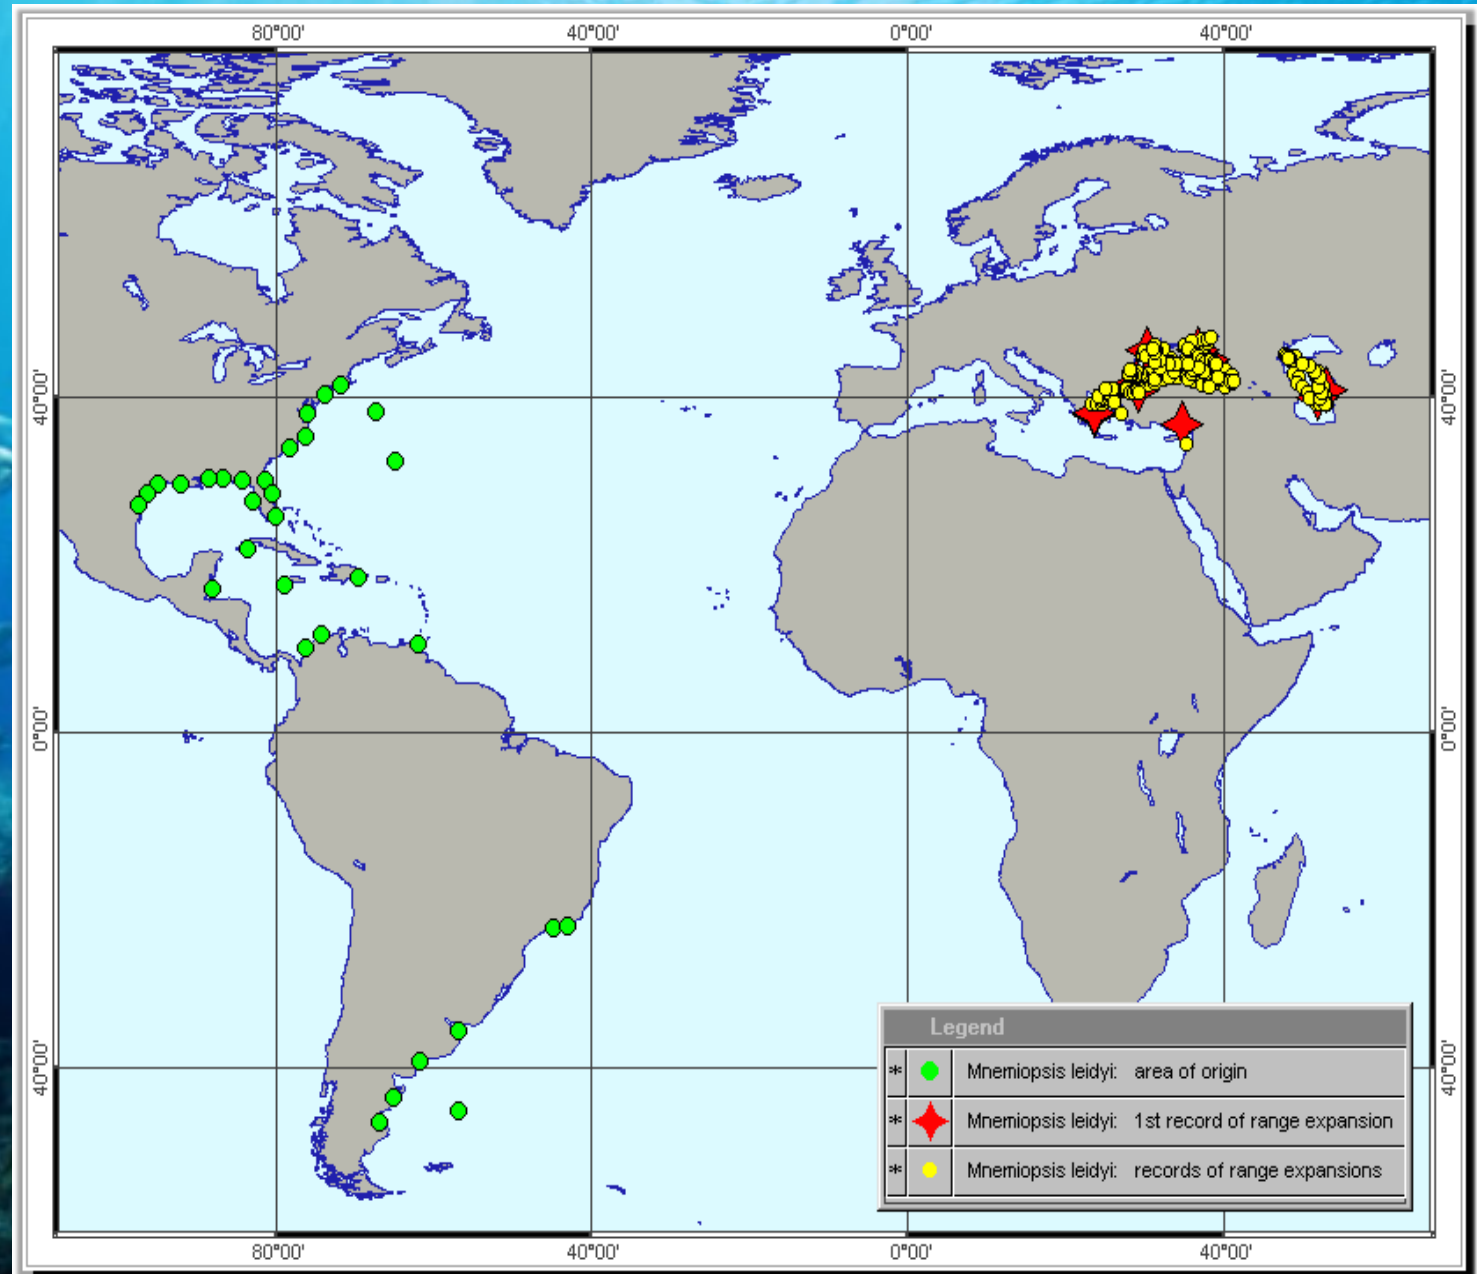 80°00' 40°00' 0°00' 40°00'
40°00' 40°00'
0°00' 0°00'
Legend
* Mnemiopsis leidyi: area of origin
40°00' 40°00'
* Mnemiopsis leidyi: 1st record of range expansion
* Mnemiopsis leidyi: records of range expansions
80°00' 40°00' 0°00' 40°00'